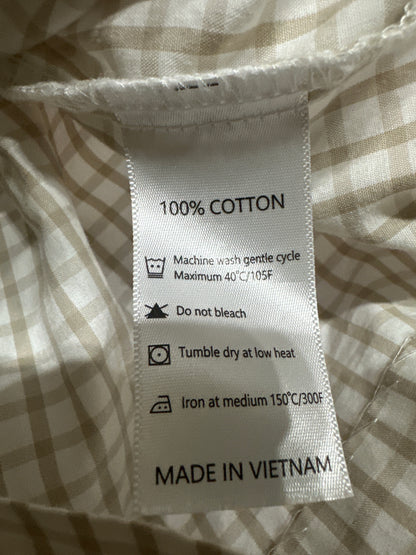 100% COTTON
Machine wash gentle cycle
Maximum 40°C/105F
Do not bleach
Tumble dry at low heat
Iron at medium 150°C/300F
MADE IN VIETNAM